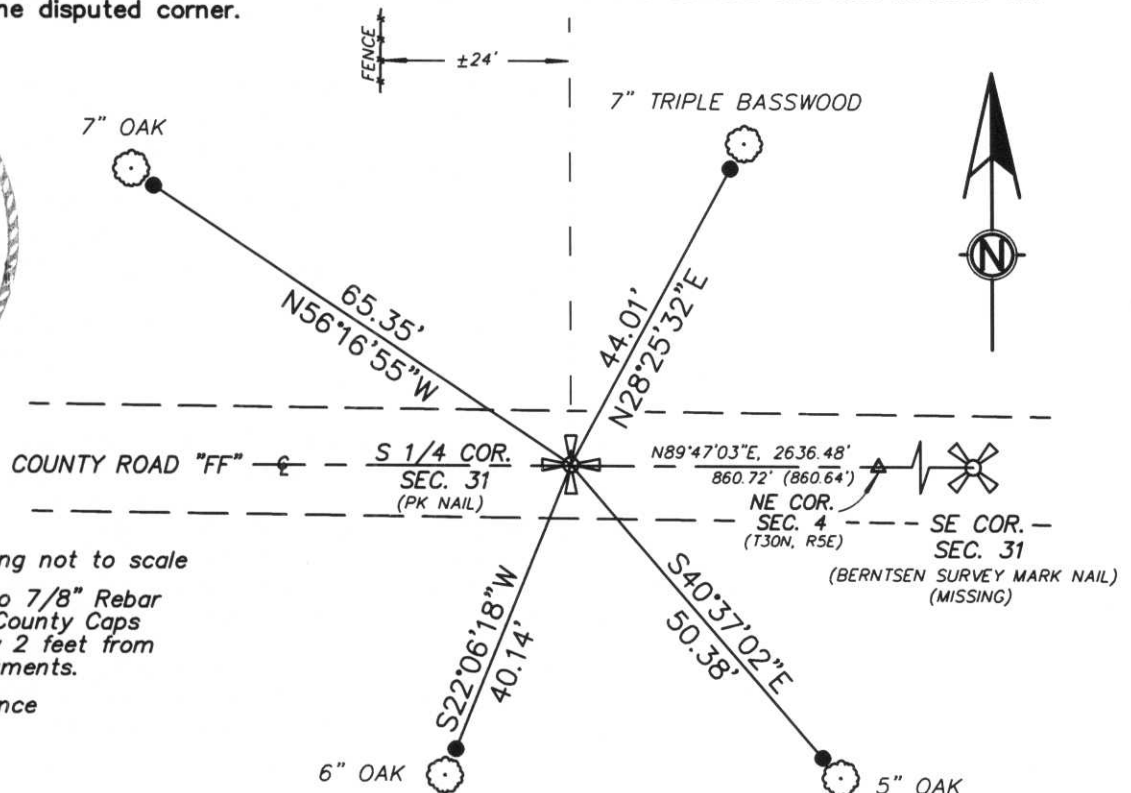 ne disputed corner.
FENCE
±24'
7" TRIPLE BASSWOOD
7" OAK
65.35'
N56°16'55"W
44.01'
N28°25'32"E
N
COUNTY ROAD "FF"
S 1/4 COR.
SEC. 31
(PK NAIL)
N89°47'03"E, 2636.48'
860.72' (860.64')
NE COR.
SEC. 4
(T30N, R5E)
SE COR.
SEC. 31
(BERNTSEN SURVEY MARK NAIL)
(MISSING)
ng not to scale
o 7/8" Rebar
County Caps
2 feet from
ments.
nce
S22°06'18"W
40.14'
S40°37'02"E
50.38'
6" OAK
5" OAK